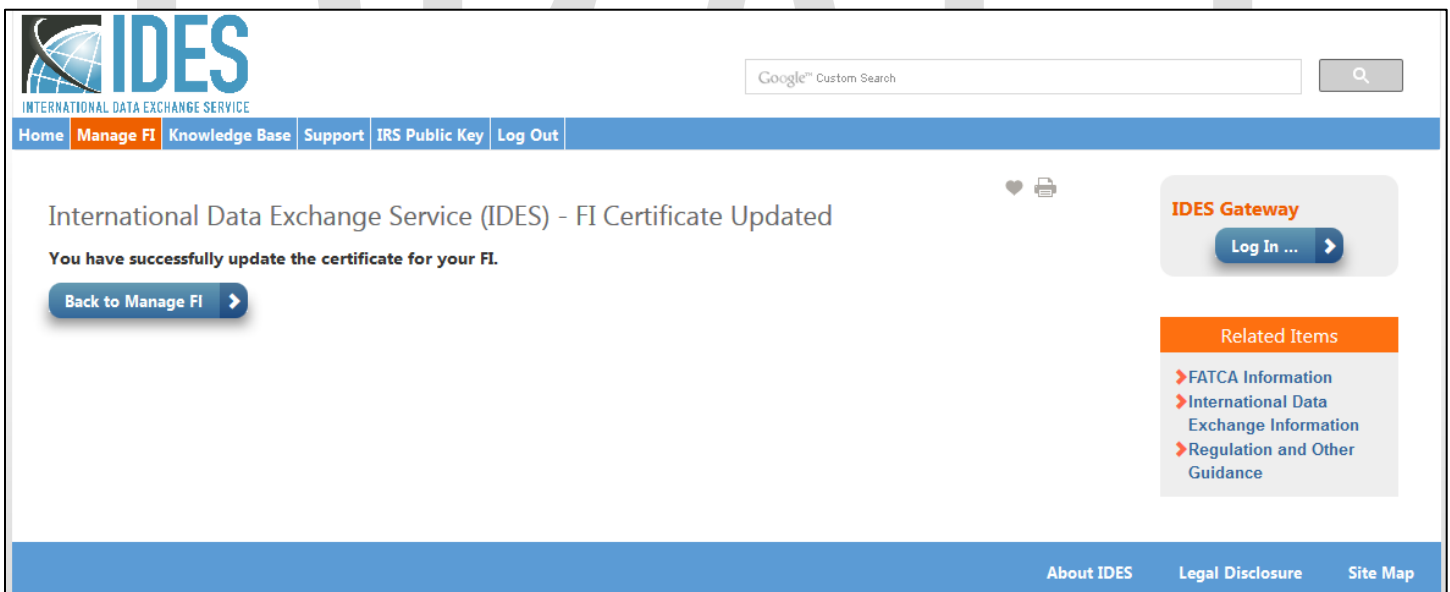 IDES
INTERNATIONAL DATA EXCHANGE SERVICE
Google™ Custom Search
Home Manage FI Knowledge Base Support IRS Public Key Log Out
International Data Exchange Service (IDES) - FI Certificate Updated
You have successfully update the certificate for your FI.
Back to Manage FI
IDES Gateway
Log In ...
Related Items
FATCA Information
International Data
Exchange Information
Regulation and Other
Guidance
About IDES Legal Disclosure Site Map